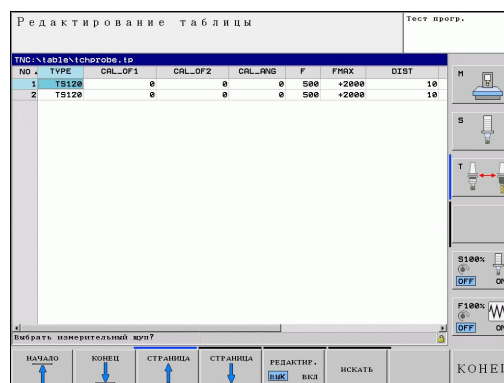 Редактирование таблицы
Тест прогр.
TNC:\table\tchprobe.tp
NO. TYPE CAL_OF1 CAL_OF2 CAL_ANG F FMAX DIST
1 TS120 0 0 0 500 +2000 10
2 TS120 0 0 0 500 +2000 10
Выбрать измерительный щуп?
M
S
T
S100%
OFF ON
F100%
OFF ON
НАЧАЛО КОНЕЦ СТРАНИЦА СТРАНИЦА РЕДАКТИР. ИСКАТЬ
ВЫК ВКЛ
КОНЕ